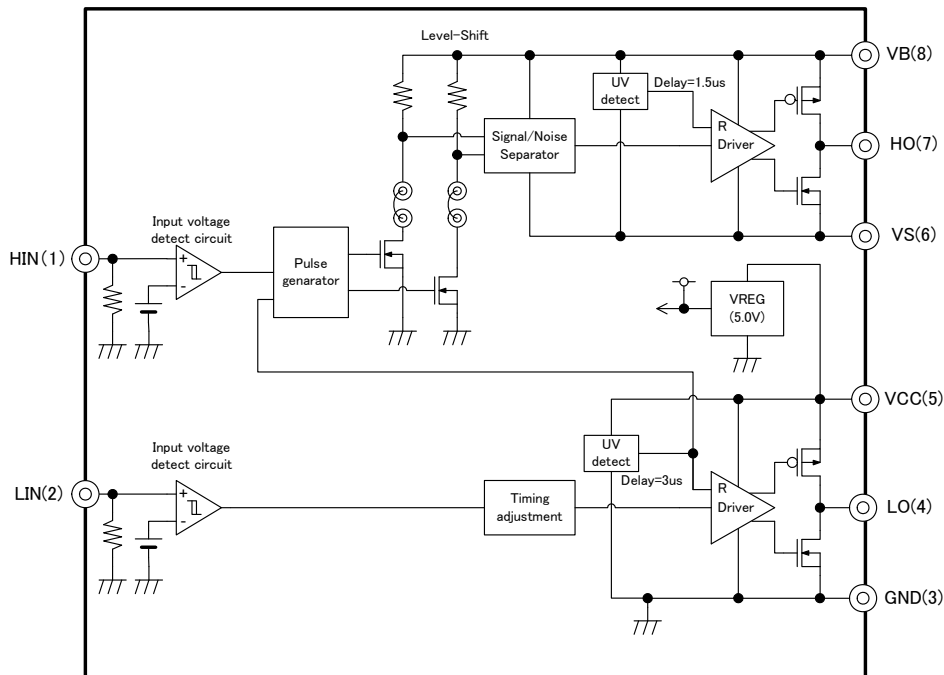 Level-Shift
VB(8)
UV
detect
Delay=1.5us
R
Driver
Signal/Noise
Separator
HO(7)
VS(6)
Input voltage
detect circuit
HIN(1)
+
-
Pulse
genarator
VREG
(5.0V)
VCC(5)
Input voltage
detect circuit
UV
detect
Delay=3us
LIN(2)
+
-
Timing
adjustment
R
Driver
LO(4)
GND(3)